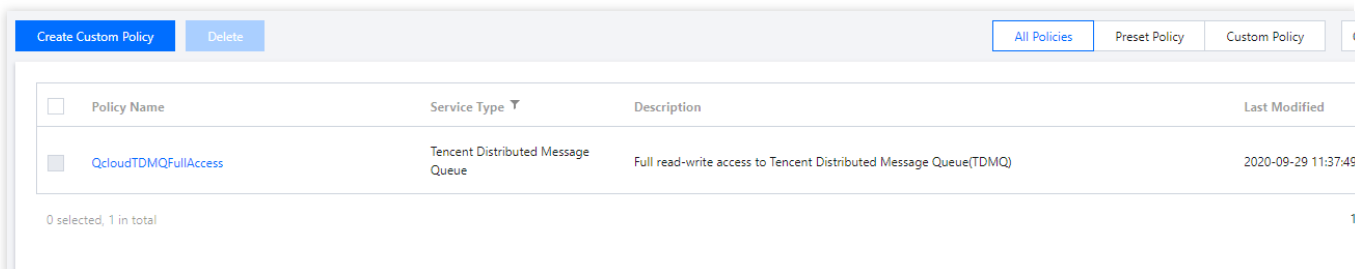 Create Custom Policy Delete All Policies Preset Policy Custom Policy
Policy Name Service Type Description Last Modified
QcloudTDMQFullAccess Tencent Distributed Message Full read-write access to Tencent Distributed Message Queue(TDMQ) 2020-09-29 11:37:49
Queue
0 selected, 1 in total 1